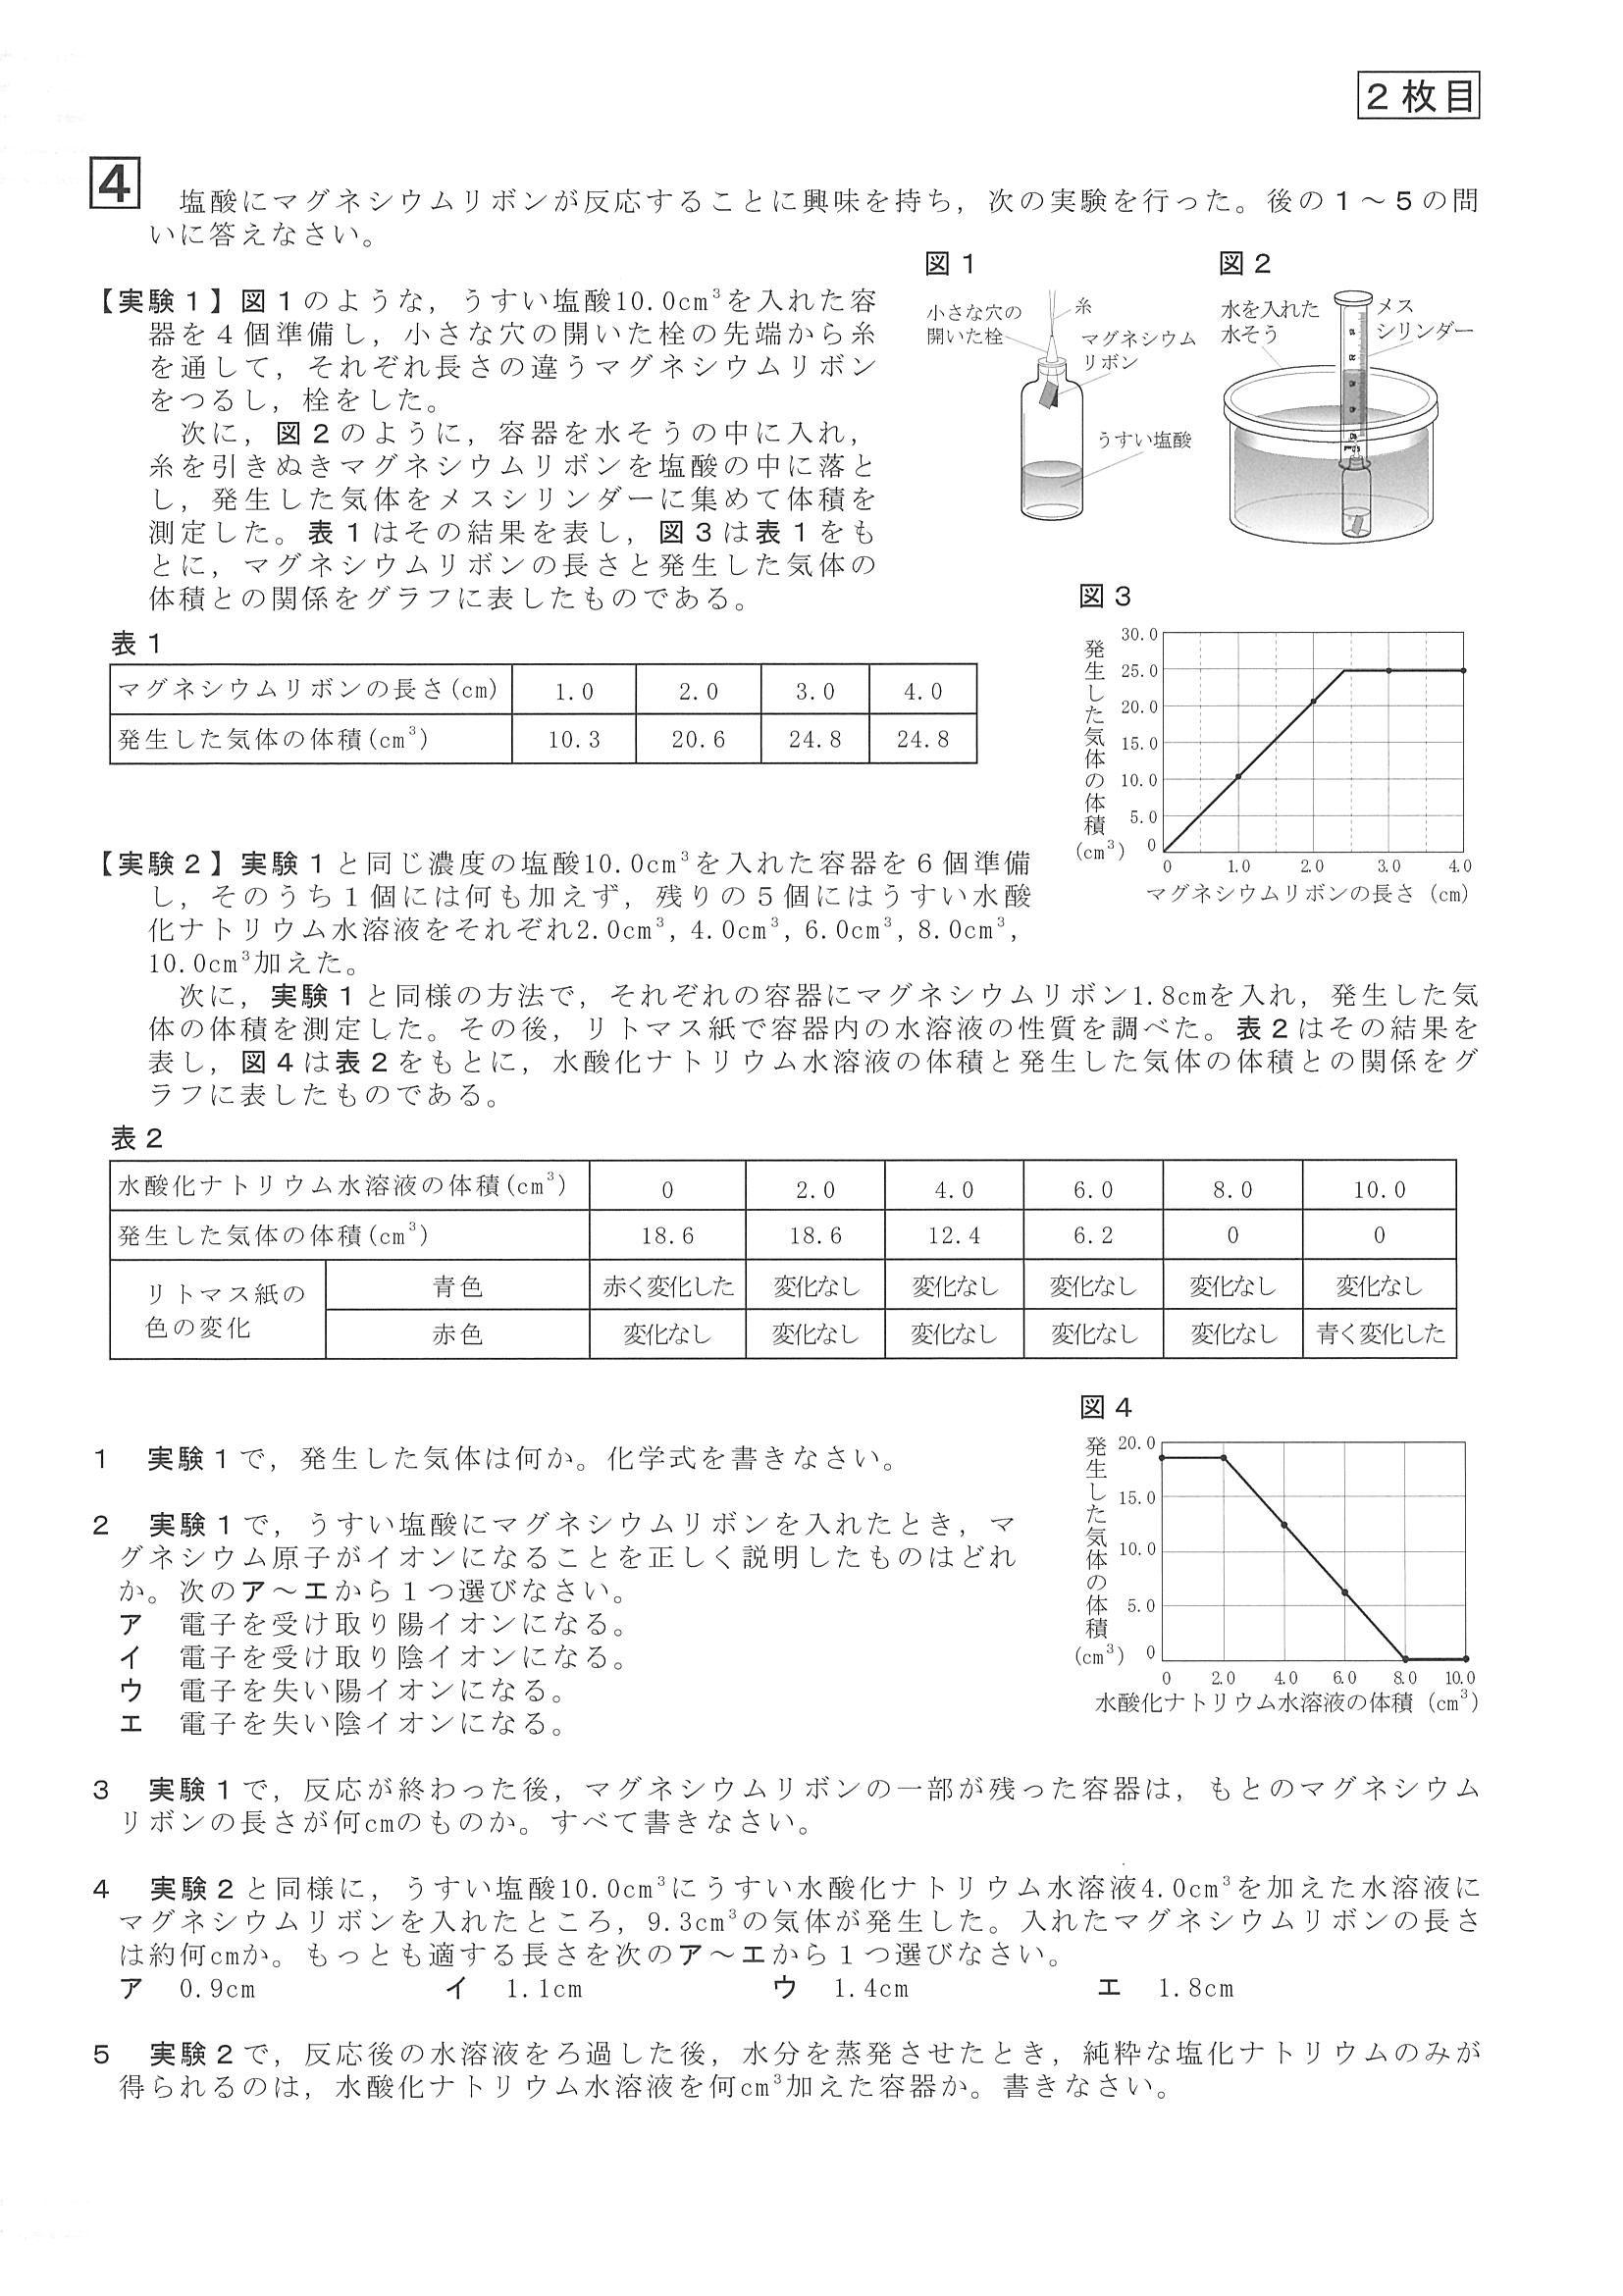 ２枚目
４　塩酸にマグネシウムリボンが反応することに興味を持ち，次の実験を行った。後の１～５の問
いに答えなさい。
【実験１】図１のような，うすい塩酸10.0cm³を入れた容
器を４個準備し，小さな穴の開いた栓の先端から糸
を通して，それぞれ長さの違うマグネシウムリボン
をつるし，栓をした。
次に，図２のように，容器を水そうの中に入れ，
糸を引きぬきマグネシウムリボンを塩酸の中に落と
し，発生した気体をメスシリンダーに集めて体積を
測定した。表１はその結果を表し，図３は表１をも
とに，マグネシウムリボンの長さと発生した気体の
体積との関係をグラフに表したものである。
図１
小さな穴の
開いた栓
糸
マグネシウム
リボン
うすい塩酸
図２
水を入れた
水そう
メス
シリンダー
表１
マグネシウムリボンの長さ(cm) 1.0 2.0 3.0 4.0
発生した気体の体積(cm³) 10.3 20.6 24.8 24.8
図３
発生した気体の体積
(cm³)
30.0
25.0
20.0
15.0
10.0
5.0
0
0 1.0 2.0 3.0 4.0
マグネシウムリボンの長さ (cm)
【実験２】実験１と同じ濃度の塩酸10.0cm³を入れた容器を６個準備
し，そのうち１個には何も加えず，残りの５個にはうすい水酸
化ナトリウム水溶液をそれぞれ2.0cm³, 4.0cm³, 6.0cm³, 8.0cm³,
10.0cm³加えた。
次に，実験１と同様の方法で，それぞれの容器にマグネシウムリボン1.8cmを入れ，発生した気
体の体積を測定した。その後，リトマス紙で容器内の水溶液の性質を調べた。表２はその結果を
表し，図４は表２をもとに，水酸化ナトリウム水溶液の体積と発生した気体の体積との関係をグ
ラフに表したものである。
表２
水酸化ナトリウム水溶液の体積(cm³) 0 2.0 4.0 6.0 8.0 10.0
発生した気体の体積(cm³) 18.6 18.6 12.4 6.2 0 0
リトマス紙の
色の変化
青色 赤く変化した 変化なし 変化なし 変化なし 変化なし 変化なし
赤色 変化なし 変化なし 変化なし 変化なし 変化なし 青く変化した
図４
発生した気体の体積
(cm³)
20.0
15.0
10.0
5.0
0
0 2.0 4.0 6.0 8.0 10.0
水酸化ナトリウム水溶液の体積 (cm³)
１　実験１で，発生した気体は何か。化学式を書きなさい。
２　実験１で，うすい塩酸にマグネシウムリボンを入れたとき，マ
グネシウム原子がイオンになることを正しく説明したものはどれ
か。次のア～エから１つ選びなさい。
ア　電子を受け取り陽イオンになる。
イ　電子を受け取り陰イオンになる。
ウ　電子を失い陽イオンになる。
エ　電子を失い陰イオンになる。
３　実験１で，反応が終わった後，マグネシウムリボンの一部が残った容器は，もとのマグネシウム
リボンの長さが何cmのものか。すべて書きなさい。
４　実験２と同様に，うすい塩酸10.0cm³にうすい水酸化ナトリウム水溶液4.0cm³を加えた水溶液に
マグネシウムリボンを入れたところ，9.3cm³の気体が発生した。入れたマグネシウムリボンの長さ
は約何cmか。もっとも適する長さを次のア～エから１つ選びなさい。
ア　0.9cm　イ　1.1cm　ウ　1.4cm　エ　1.8cm
５　実験２で，反応後の水溶液をろ過した後，水分を蒸発させたとき，純粋な塩化ナトリウムのみが
得られるのは，水酸化ナトリウム水溶液を何cm³加えた容器か。書きなさい。